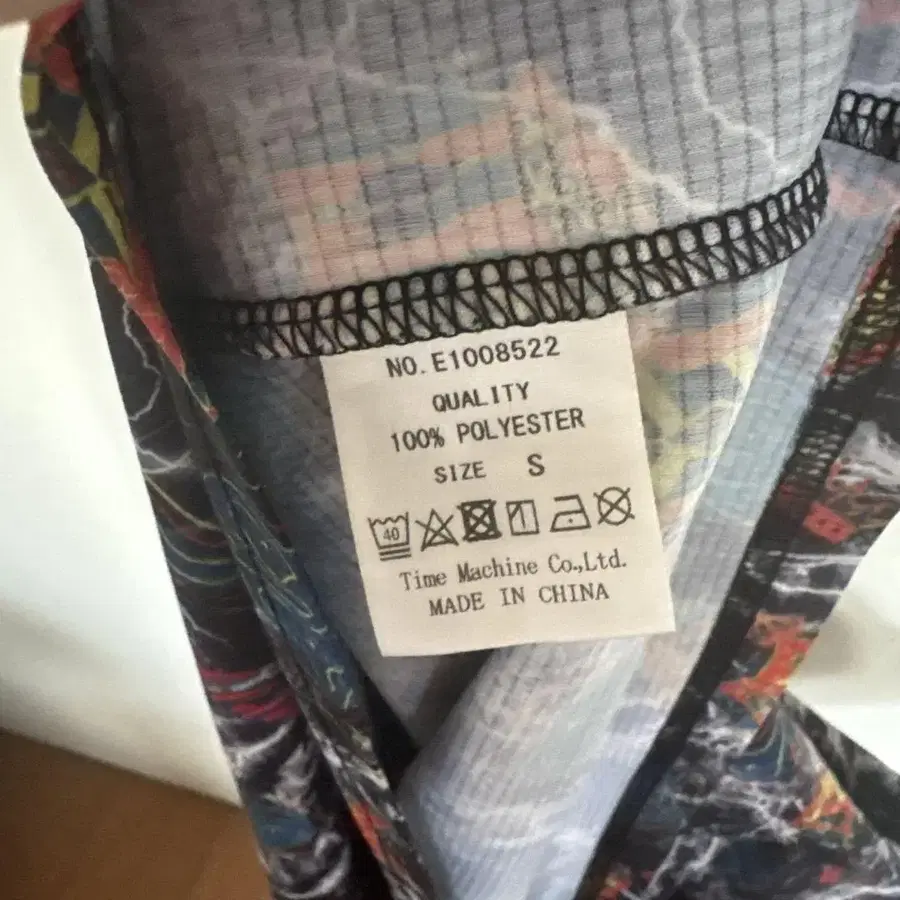 NO. E1008522
QUALITY
100% POLYESTER
SIZE S
40
Time Machine Co.,Ltd.
MADE IN CHINA